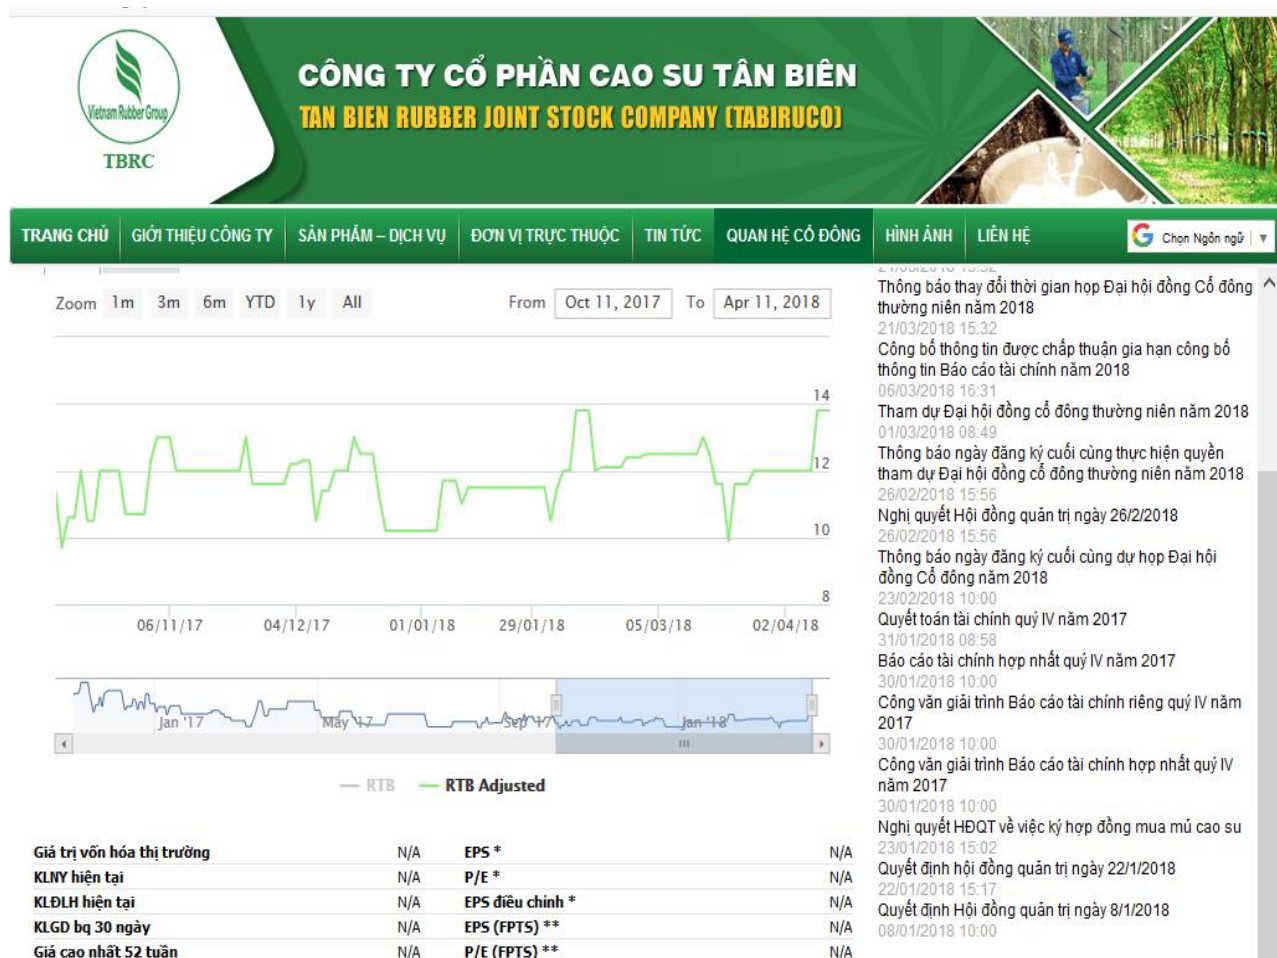 Vietnam Rubber Group
TBRC
CÔNG TY CỔ PHẦN CAO SU TÂN BIÊN
TAN BIEN RUBBER JOINT STOCK COMPANY (TABIRUCO)
TRANG CHỦ GIỚI THIỆU CÔNG TY SẢN PHẨM – DỊCH VỤ ĐƠN VỊ TRỰC THUỘC TIN TỨC QUAN HỆ CỔ ĐÔNG HÌNH ẢNH LIÊN HỆ Chọn Ngôn ngữ
Zoom 1m 3m 6m YTD 1y All From Oct 11, 2017 To Apr 11, 2018
14
12
10
8
06/11/17 04/12/17 01/01/18 29/01/18 05/03/18 02/04/18
Jan '17 May '17 Sep '17 Jan '18
RTB RTB Adjusted
Giá trị vốn hóa thị trường N/A EPS * N/A
KLNY hiện tại N/A P/E * N/A
KLĐLH hiện tại N/A EPS điều chỉnh * N/A
KLGD bq 30 ngày N/A EPS (FPTS) ** N/A
Giá cao nhất 52 tuần N/A P/E (FPTS) ** N/A
Thông báo thay đổi thời gian họp Đại hội đồng Cổ đông
thường niên năm 2018
21/03/2018 15:32
Công bố thông tin được chấp thuận gia hạn công bố
thông tin Báo cáo tài chính năm 2018
06/03/2018 16:31
Tham dự Đại hội đồng cổ đông thường niên năm 2018
01/03/2018 08:49
Thông báo ngày đăng ký cuối cùng thực hiện quyền
tham dự Đại hội đồng cổ đông thường niên năm 2018
26/02/2018 15:56
Nghị quyết Hội đồng quản trị ngày 26/2/2018
26/02/2018 15:56
Thông báo ngày đăng ký cuối cùng dự họp Đại hội
đồng Cổ đông năm 2018
23/02/2018 10:00
Quyết toán tài chính quý IV năm 2017
31/01/2018 08:58
Báo cáo tài chính hợp nhất quý IV năm 2017
30/01/2018 10:00
Công văn giải trình Báo cáo tài chính riêng quý IV năm
2017
30/01/2018 10:00
Công văn giải trình Báo cáo tài chính hợp nhất quý IV
năm 2017
30/01/2018 10:00
Nghị quyết HĐQT về việc ký hợp đồng mua mủ cao su
23/01/2018 15:02
Quyết định hội đồng quản trị ngày 22/1/2018
22/01/2018 15:17
Quyết định Hội đồng quản trị ngày 8/1/2018
08/01/2018 10:00